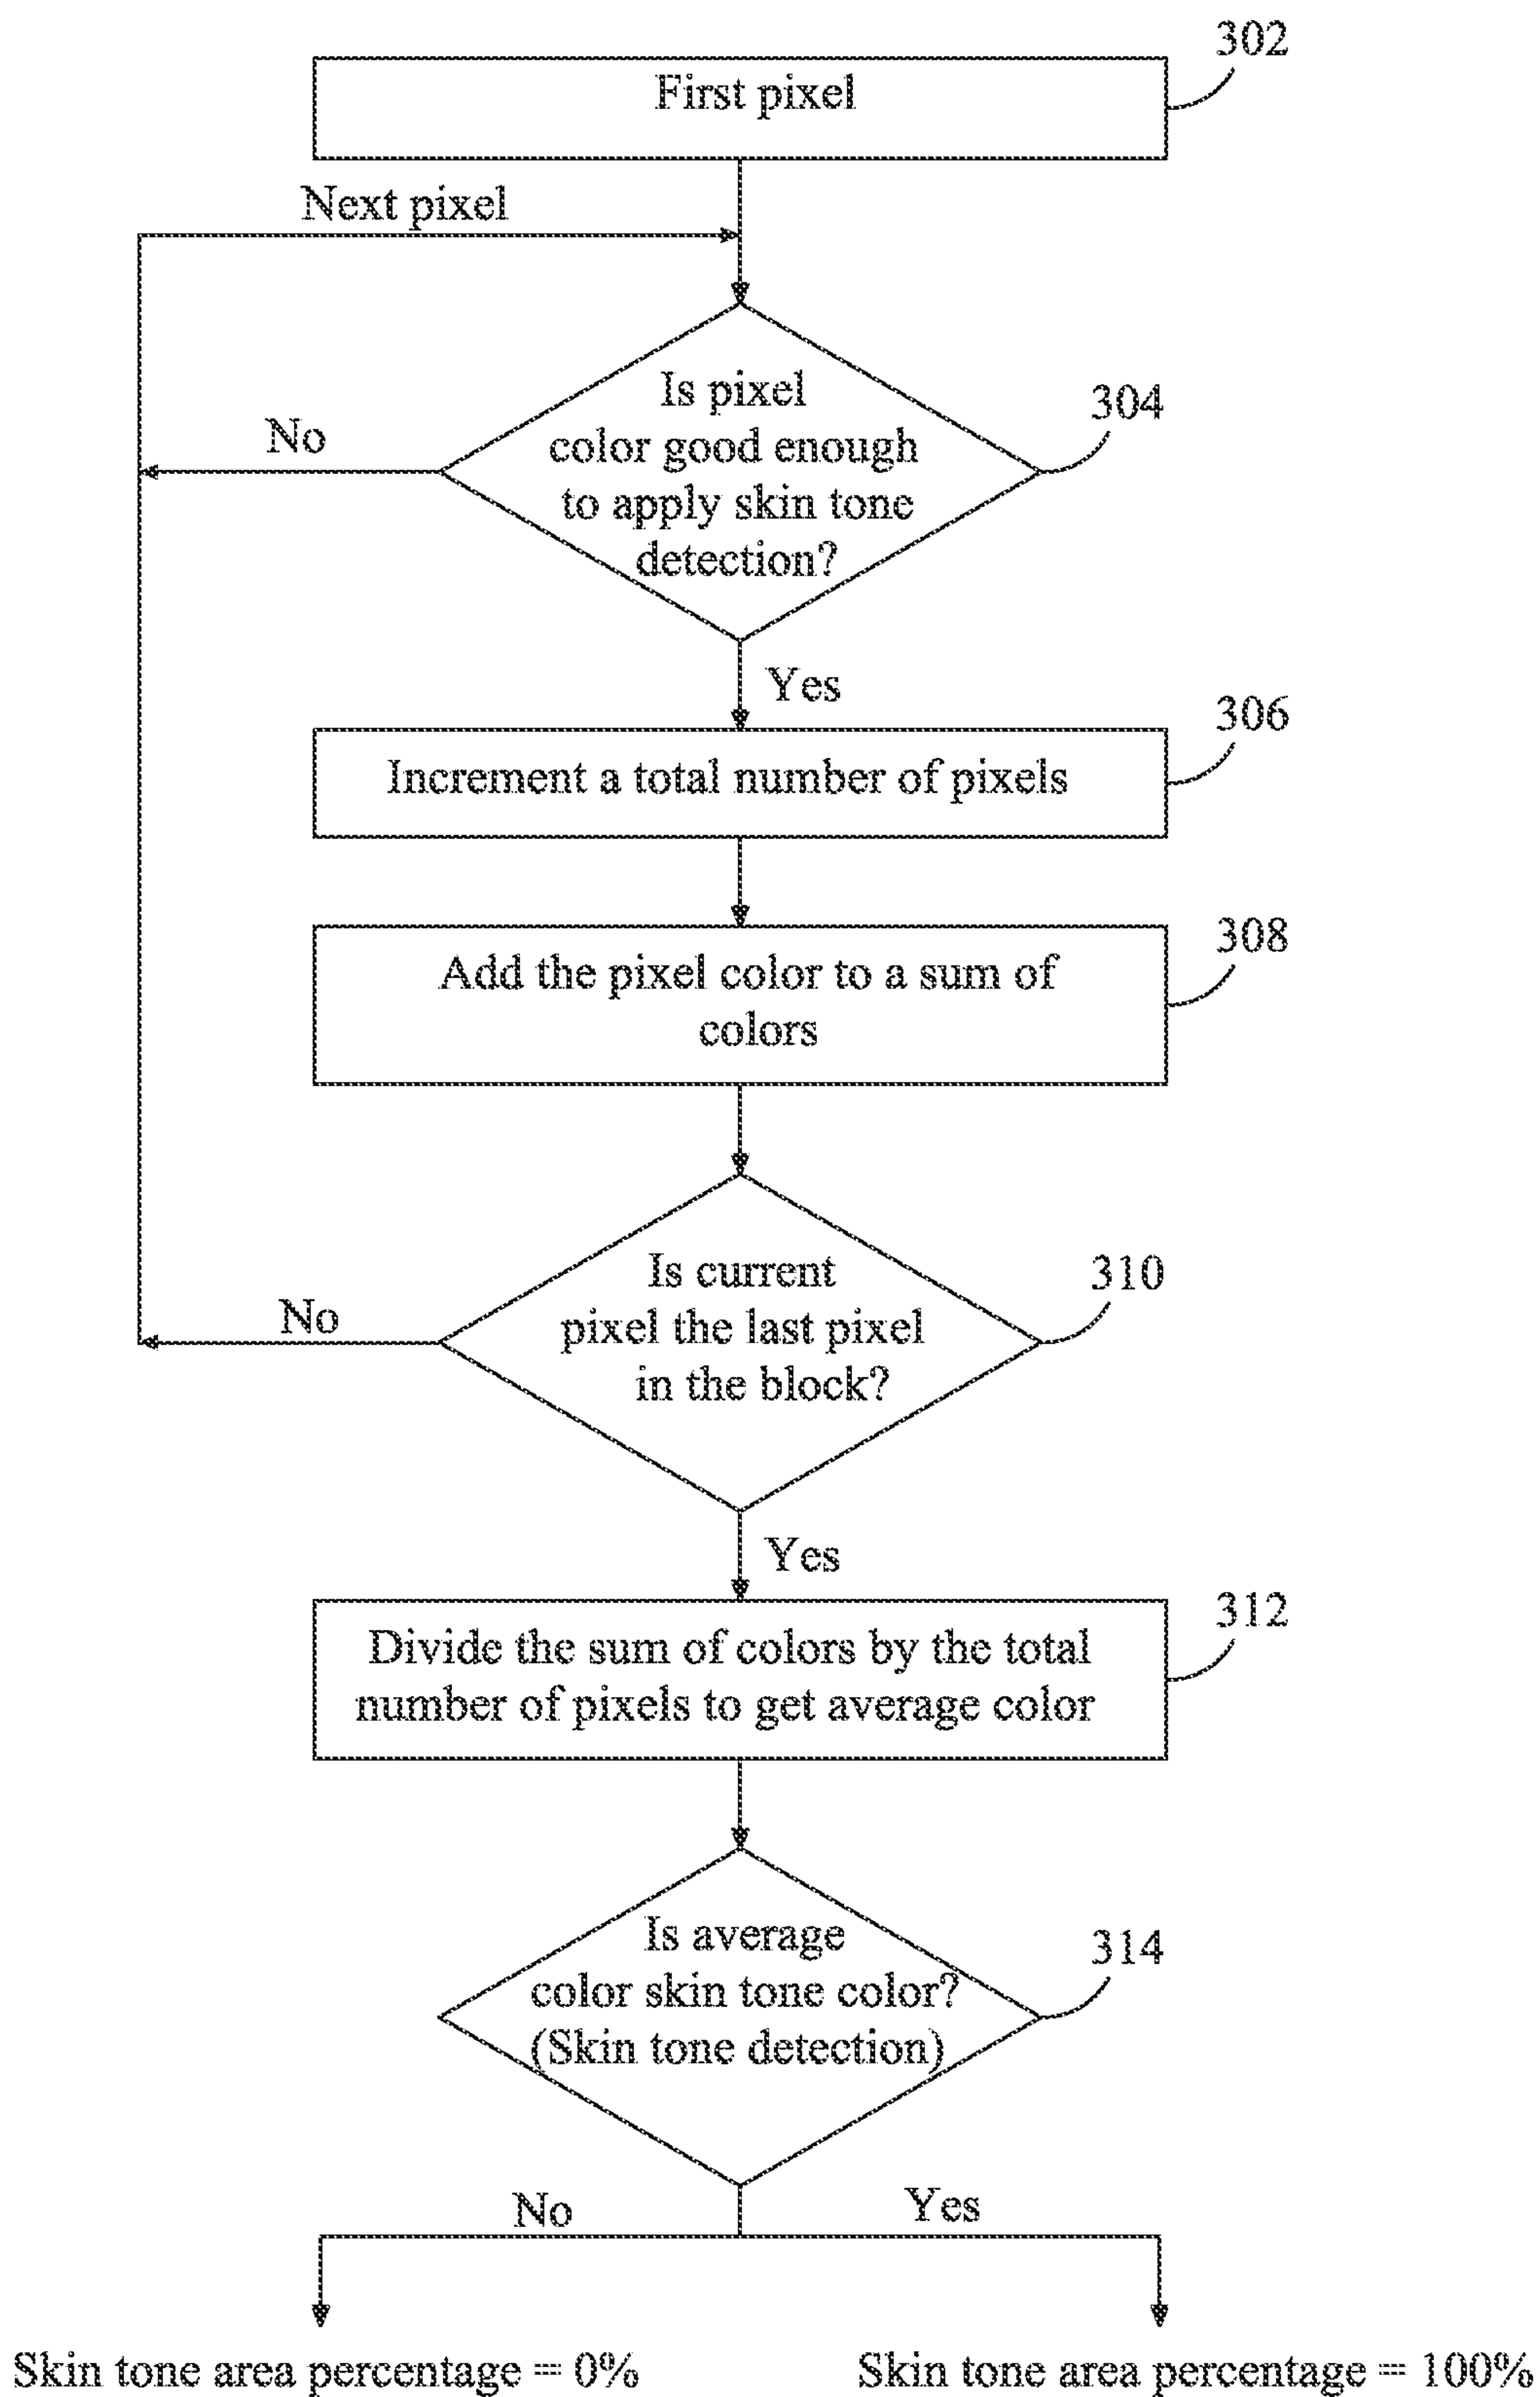 302
First pixel
Next pixel
Is pixel
color good enough
to apply skin tone
detection?
304
No
Yes
306
Increment a total number of pixels
308
Add the pixel color to a sum of
colors
Is current
pixel the last pixel
in the block?
310
No
Yes
312
Divide the sum of colors by the total
number of pixels to get average color
Is average
color skin tone color?
(Skin tone detection)
314
No
Yes
Skin tone area percentage = 0%
Skin tone area percentage = 100%